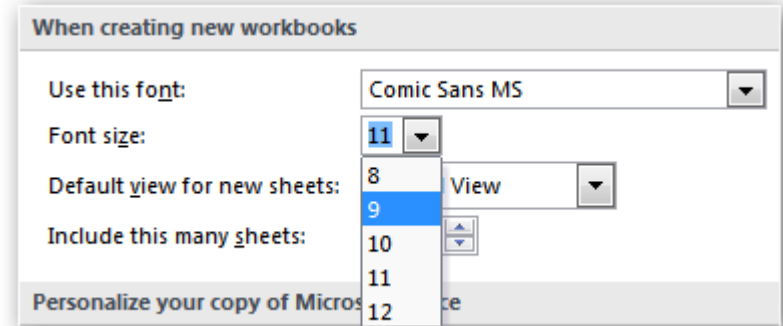 When creating new workbooks
Use this font: Comic Sans MS
Font size: 11
8
Default view for new sheets: View
9
Include this many sheets:
10
11
Personalize your copy of Micros ce
12